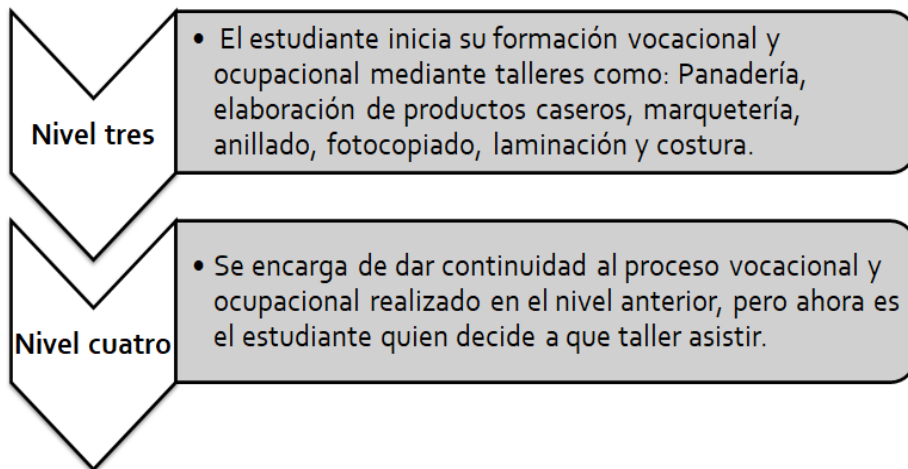 Nivel tres
• El estudiante inicia su formación vocacional y
ocupacional mediante talleres como: Panadería,
elaboración de productos caseros, marquetería,
anillado, fotocopiado, laminación y costura.
Nivel cuatro
• Se encarga de dar continuidad al proceso vocacional y
ocupacional realizado en el nivel anterior, pero ahora es
el estudiante quien decide a que taller asistir.